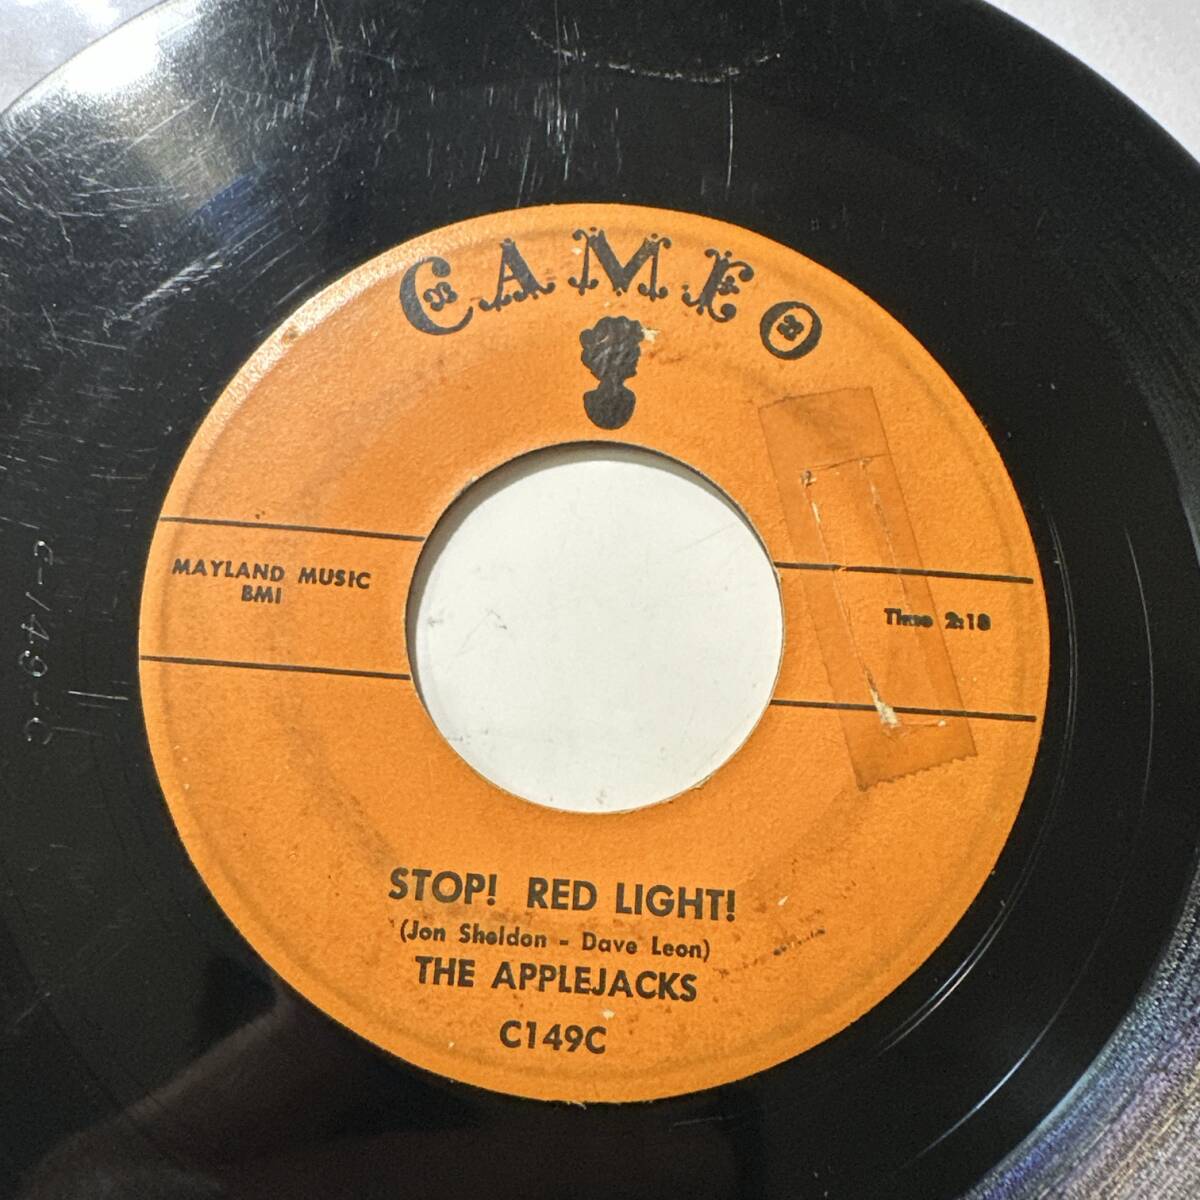 CAMEO
MAYLAND MUSIC
BMI
Time 2:18
STOP! RED LIGHT!
(Jon Sheldon - Dave Leon)
THE APPLEJACKS
C149C
C-149-C